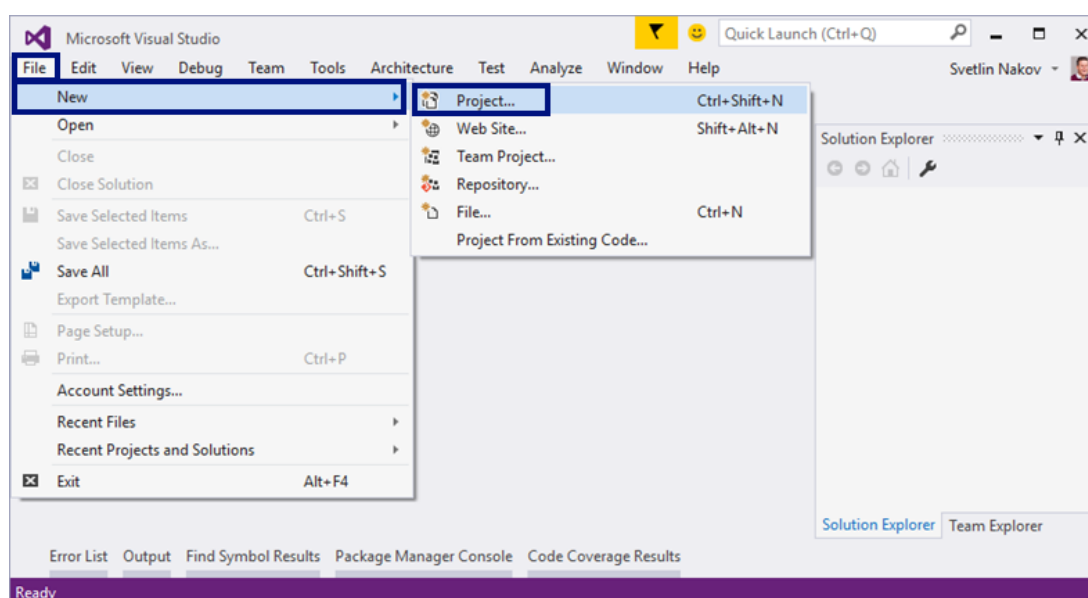 Microsoft Visual Studio Quick Launch (Ctrl+Q)
File Edit View Debug Team Tools Architecture Test Analyze Window Help Svetlin Nakov
New
Open
Close
Close Solution
Save Selected Items Ctrl+S
Save Selected Items As...
Save All Ctrl+Shift+S
Export Template...
Page Setup...
Print... Ctrl+P
Account Settings...
Recent Files
Recent Projects and Solutions
Exit Alt+F4
Project... Ctrl+Shift+N
Web Site... Shift+Alt+N
Team Project...
Repository...
File... Ctrl+N
Project From Existing Code...
Solution Explorer
Solution Explorer Team Explorer
Error List Output Find Symbol Results Package Manager Console Code Coverage Results
Ready